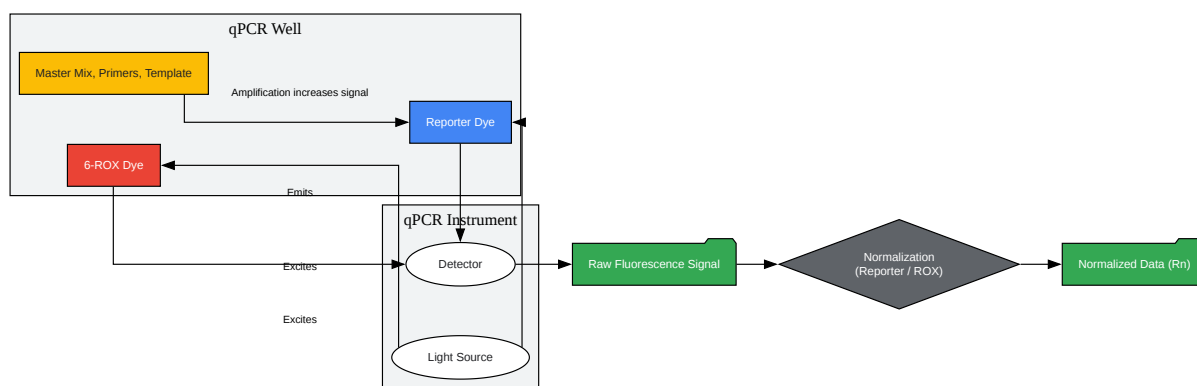 qPCR Well
Master Mix, Primers, Template
Amplification increases signal
Reporter Dye
6-ROX Dye
Emits
qPCR Instrument
Detector
Excites
Raw Fluorescence Signal
Normalization
(Reporter / ROX)
Normalized Data (Rn)
Excites
Light Source